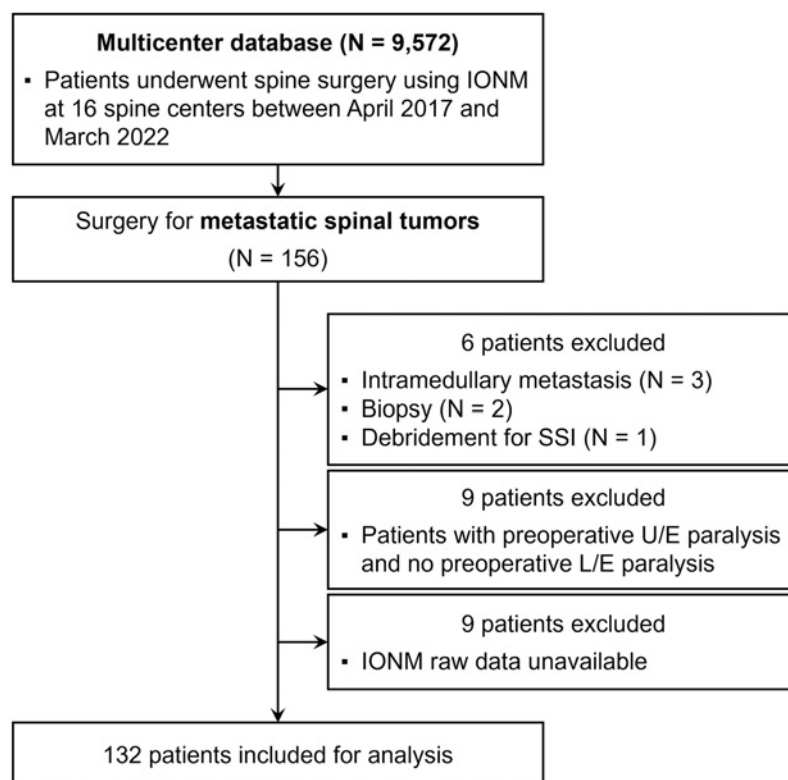 Multicenter database (N = 9,572)
▪ Patients underwent spine surgery using IONM
at 16 spine centers between April 2017 and
March 2022
Surgery for metastatic spinal tumors
(N = 156)
6 patients excluded
▪ Intramedullary metastasis (N = 3)
▪ Biopsy (N = 2)
▪ Debridement for SSI (N = 1)
9 patients excluded
▪ Patients with preoperative U/E paralysis
and no preoperative L/E paralysis
9 patients excluded
▪ IONM raw data unavailable
132 patients included for analysis